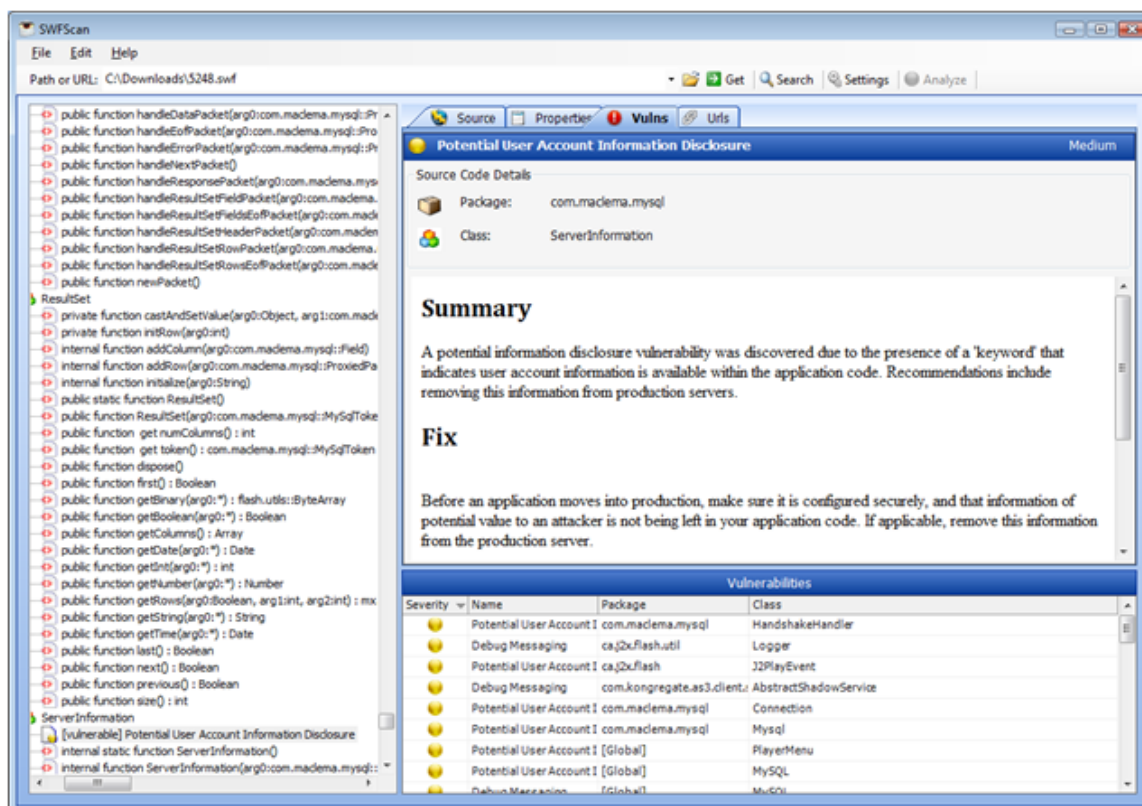 SWFScan
File Edit Help
Path or URL: C:\Downloads\5248.swf Get Search Settings Analyze
public function handleDataPacket(arg0:com.maclema.mysql::Pr
public function handleEofPacket(arg0:com.maclema.mysql::Pro
public function handleErrorPacket(arg0:com.maclema.mysql::Pr
public function handleNextPacket()
public function handleResponsePacket(arg0:com.maclema.mys
public function handleResultSetFieldPacket(arg0:com.maclema.
public function handleResultSetFieldsEofPacket(arg0:com.macle
public function handleResultSetHeaderPacket(arg0:com.maclem
public function handleResultSetRowPacket(arg0:com.maclema.
public function handleResultSetRowsEofPacket(arg0:com.macle
public function newPacket()
ResultSet
private function castAndSetValue(arg0:Object, arg1:com.macle
private function initRow(arg0:int)
internal function addColumn(arg0:com.maclema.mysql::Field)
internal function addRow(arg0:com.maclema.mysql::ProxiedPa
internal function initialize(arg0:String)
public static function ResultSet()
public function ResultSet(arg0:com.maclema.mysql::MySqlToke
public function get numColumns() : int
public function get token() : com.maclema.mysql::MySqlToken
public function dispose()
public function first() : Boolean
public function getBinary(arg0:*) : flash.utils::ByteArray
public function getBoolean(arg0:*) : Boolean
public function getColumns() : Array
public function getDate(arg0:*) : Date
public function getInt(arg0:*) : int
public function getNumber(arg0:*) : Number
public function getRows(arg0:Boolean, arg1:int, arg2:int) : mx
public function getString(arg0:*) : String
public function getTime(arg0:*) : Date
public function last() : Boolean
public function next() : Boolean
public function previous() : Boolean
public function size() : int
ServerInformation
[vulnerable] Potential User Account Information Disclosure
internal static function ServerInformation()
internal function ServerInformation(arg0:com.maclema.mysql::
Source Properties Vulns Urls
Potential User Account Information Disclosure Medium
Source Code Details
Package: com.maclema.mysql
Class: ServerInformation
Summary
A potential information disclosure vulnerability was discovered due to the presence of a 'keyword' that
indicates user account information is available within the application code. Recommendations include
removing this information from production servers.
Fix
Before an application moves into production, make sure it is configured securely, and that information of
potential value to an attacker is not being left in your application code. If applicable, remove this information
from the production server.
Vulnerabilities
Severity Name Package Class
Potential User Account I com.maclema.mysql HandshakeHandler
Debug Messaging ca.j2x.flash.util Logger
Potential User Account I ca.j2x.flash J2PlayEvent
Debug Messaging com.kongregate.as3.client.s AbstractShadowService
Potential User Account I com.maclema.mysql Connection
Potential User Account I com.maclema.mysql Mysql
Potential User Account I [Global] PlayerMenu
Potential User Account I [Global] MySQL
Debug Messaging [Global] MySQL